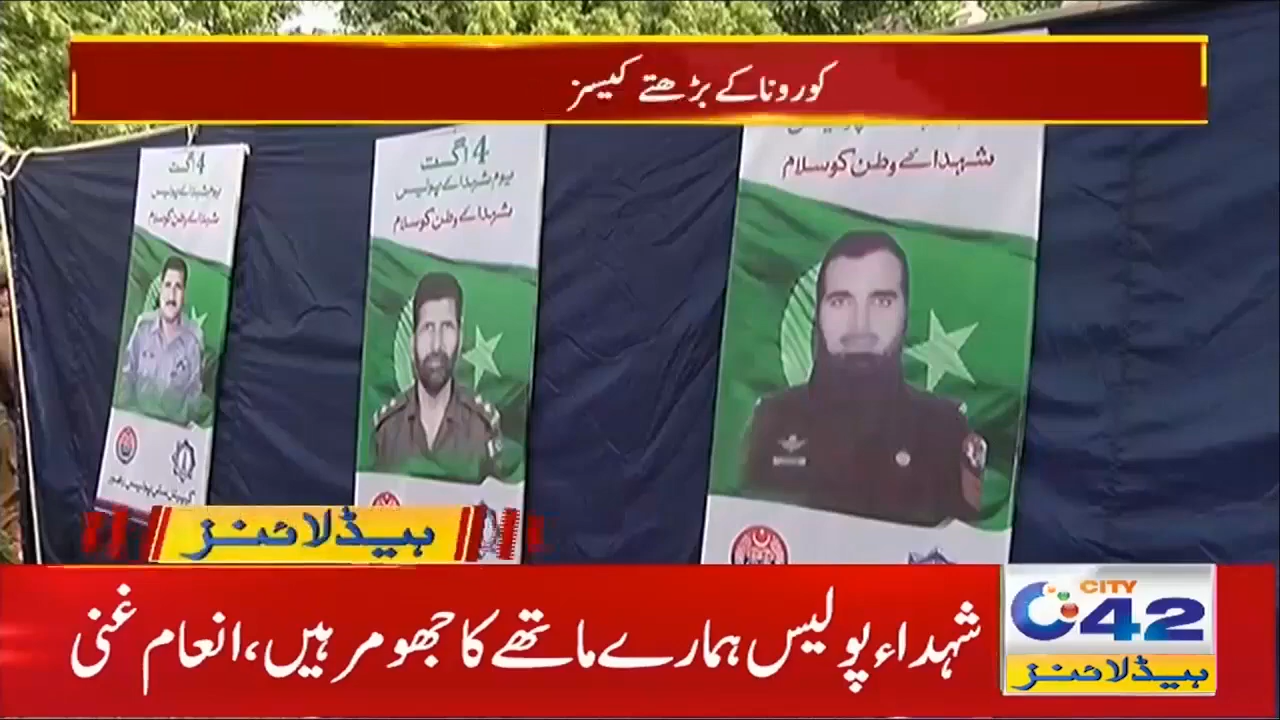 کورونا کے بڑھتے کیسز
4 اگست
یوم شہدائے پولیس
شہدائے وطن کو سلام
4 اگست
یوم شہدائے پولیس
شہدائے وطن کو سلام
شہدائے وطن کو سلام
ہیڈلائنز
شہداء پولیس ہمارے ماتھے کا جھومر ہیں، انعام غنی
CITY
42
ہیڈلائنز